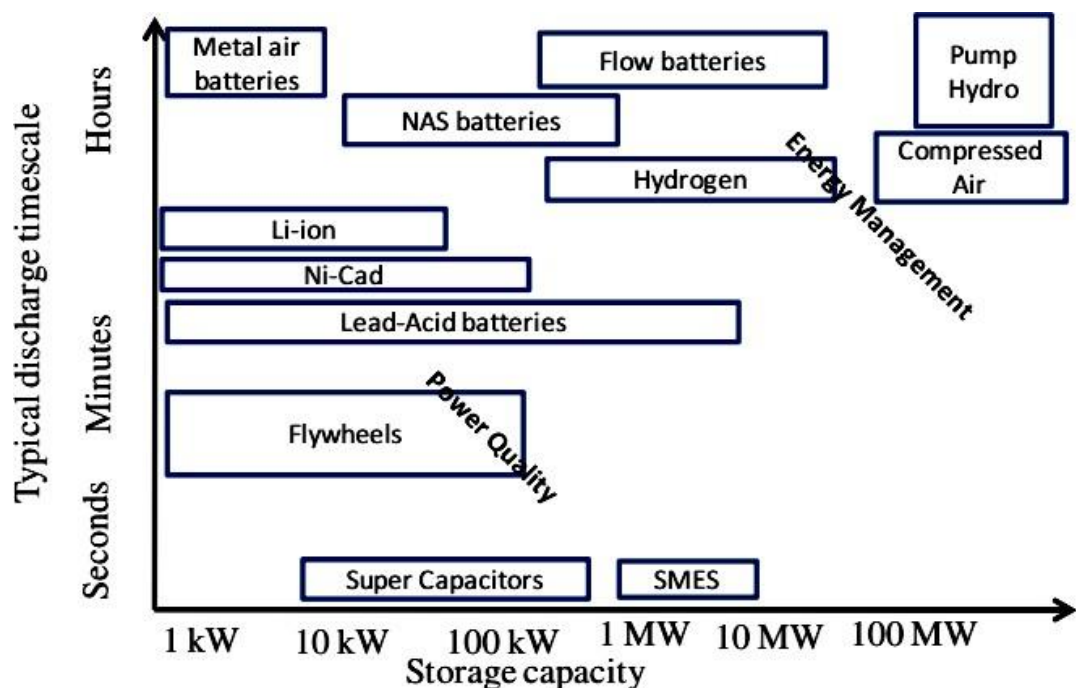 Typical discharge timescale
Hours
Minutes
Seconds
Metal air
batteries
Flow batteries
Pump
Hydro
NAS batteries
Compressed
Air
Hydrogen
Energy Management
Li-ion
Ni-Cad
Lead-Acid batteries
Power Quality
Flywheels
Super Capacitors
SMES
1 kW 10 kW 100 kW 1 MW 10 MW 100 MW
Storage capacity